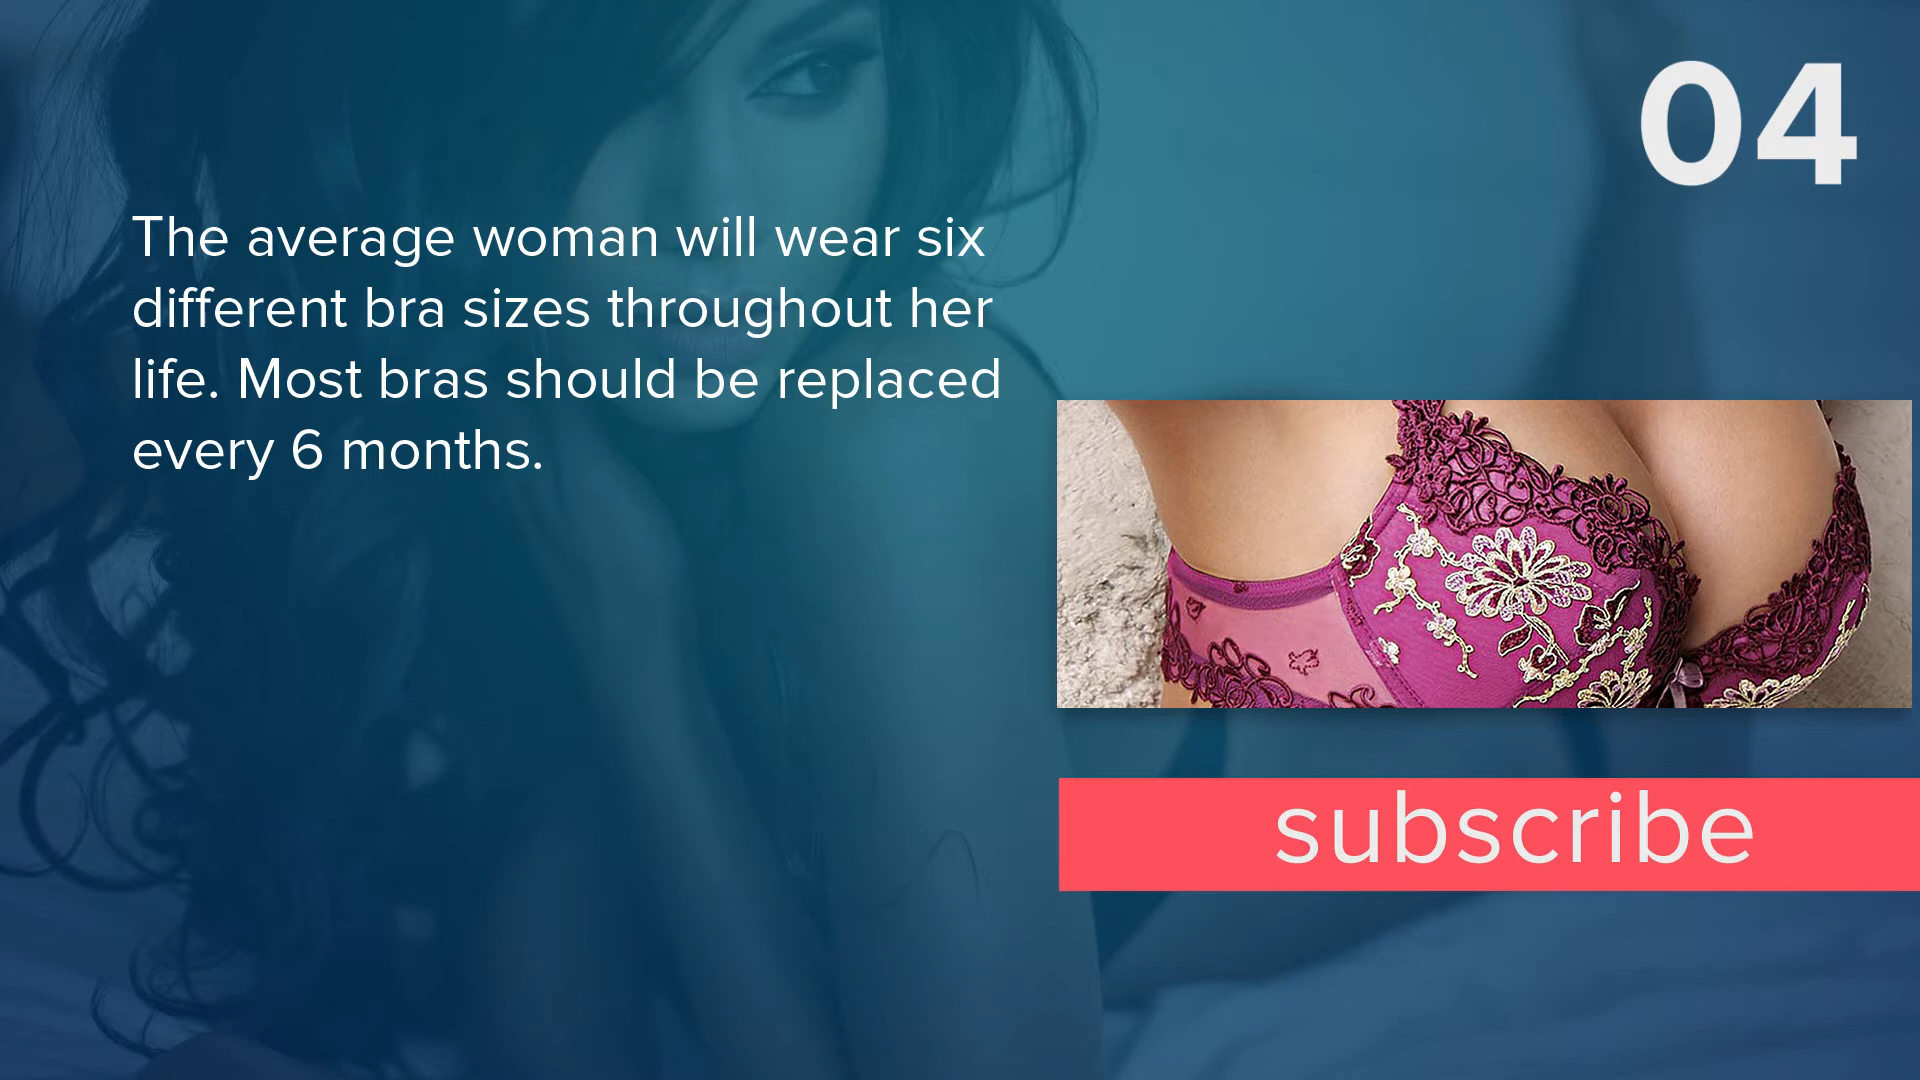 04
The average woman will wear six
different bra sizes throughout her
life. Most bras should be replaced
every 6 months.
subscribe